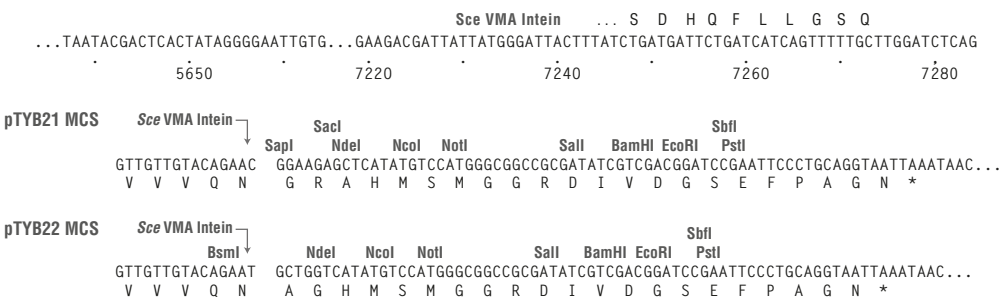 Sce VMA Intein ... S D H Q F L L G S Q
...TAATACGACTCACTATAGGGGAATTGTG...GAAGACGATTATTATGGGATTACTTTATCTGATGATTCTGATCATCAGTTTTTGCTTGGATCTCAG
. . . . . . . . . .
5650 7220 7240 7260 7280
pTYB21 MCS Sce VMA Intein
SacI SbfI
SapI NdeI NcoI NotI SalI BamHI EcoRI PstI
GTTGTTGTACAGAAC GGAAGAGCTCATATGTCCATGGGCGGCCGCGATATCGTCGACGGATCCGAATTCCCTGCAGGTAATTAAATAAC...
V V V Q N G R A H M S M G G R D I V D G S E F P A G N *
pTYB22 MCS Sce VMA Intein
SbfI
BsmI NdeI NcoI NotI SalI BamHI EcoRI PstI
GTTGTTGTACAGAAT GCTGGTCATATGTCCATGGGCGGCCGCGATATCGTCGACGGATCCGAATTCCCTGCAGGTAATTAAATAAC...
V V V Q N A G H M S M G G R D I V D G S E F P A G N *